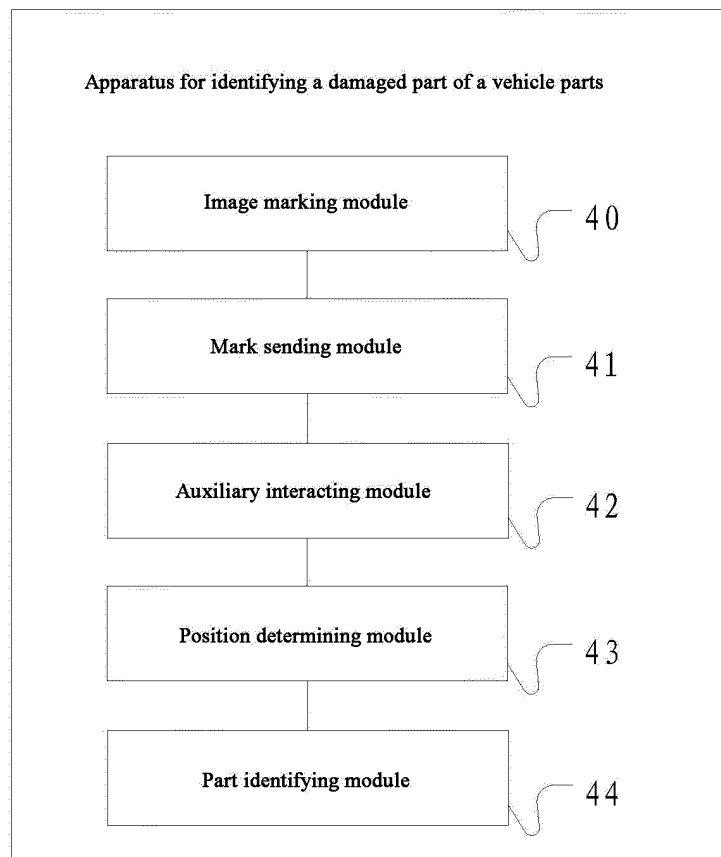 Apparatus for identifying a damaged part of a vehicle parts
Image marking module
40
Mark sending module
41
Auxiliary interacting module
42
Position determining module
43
Part identifying module
44